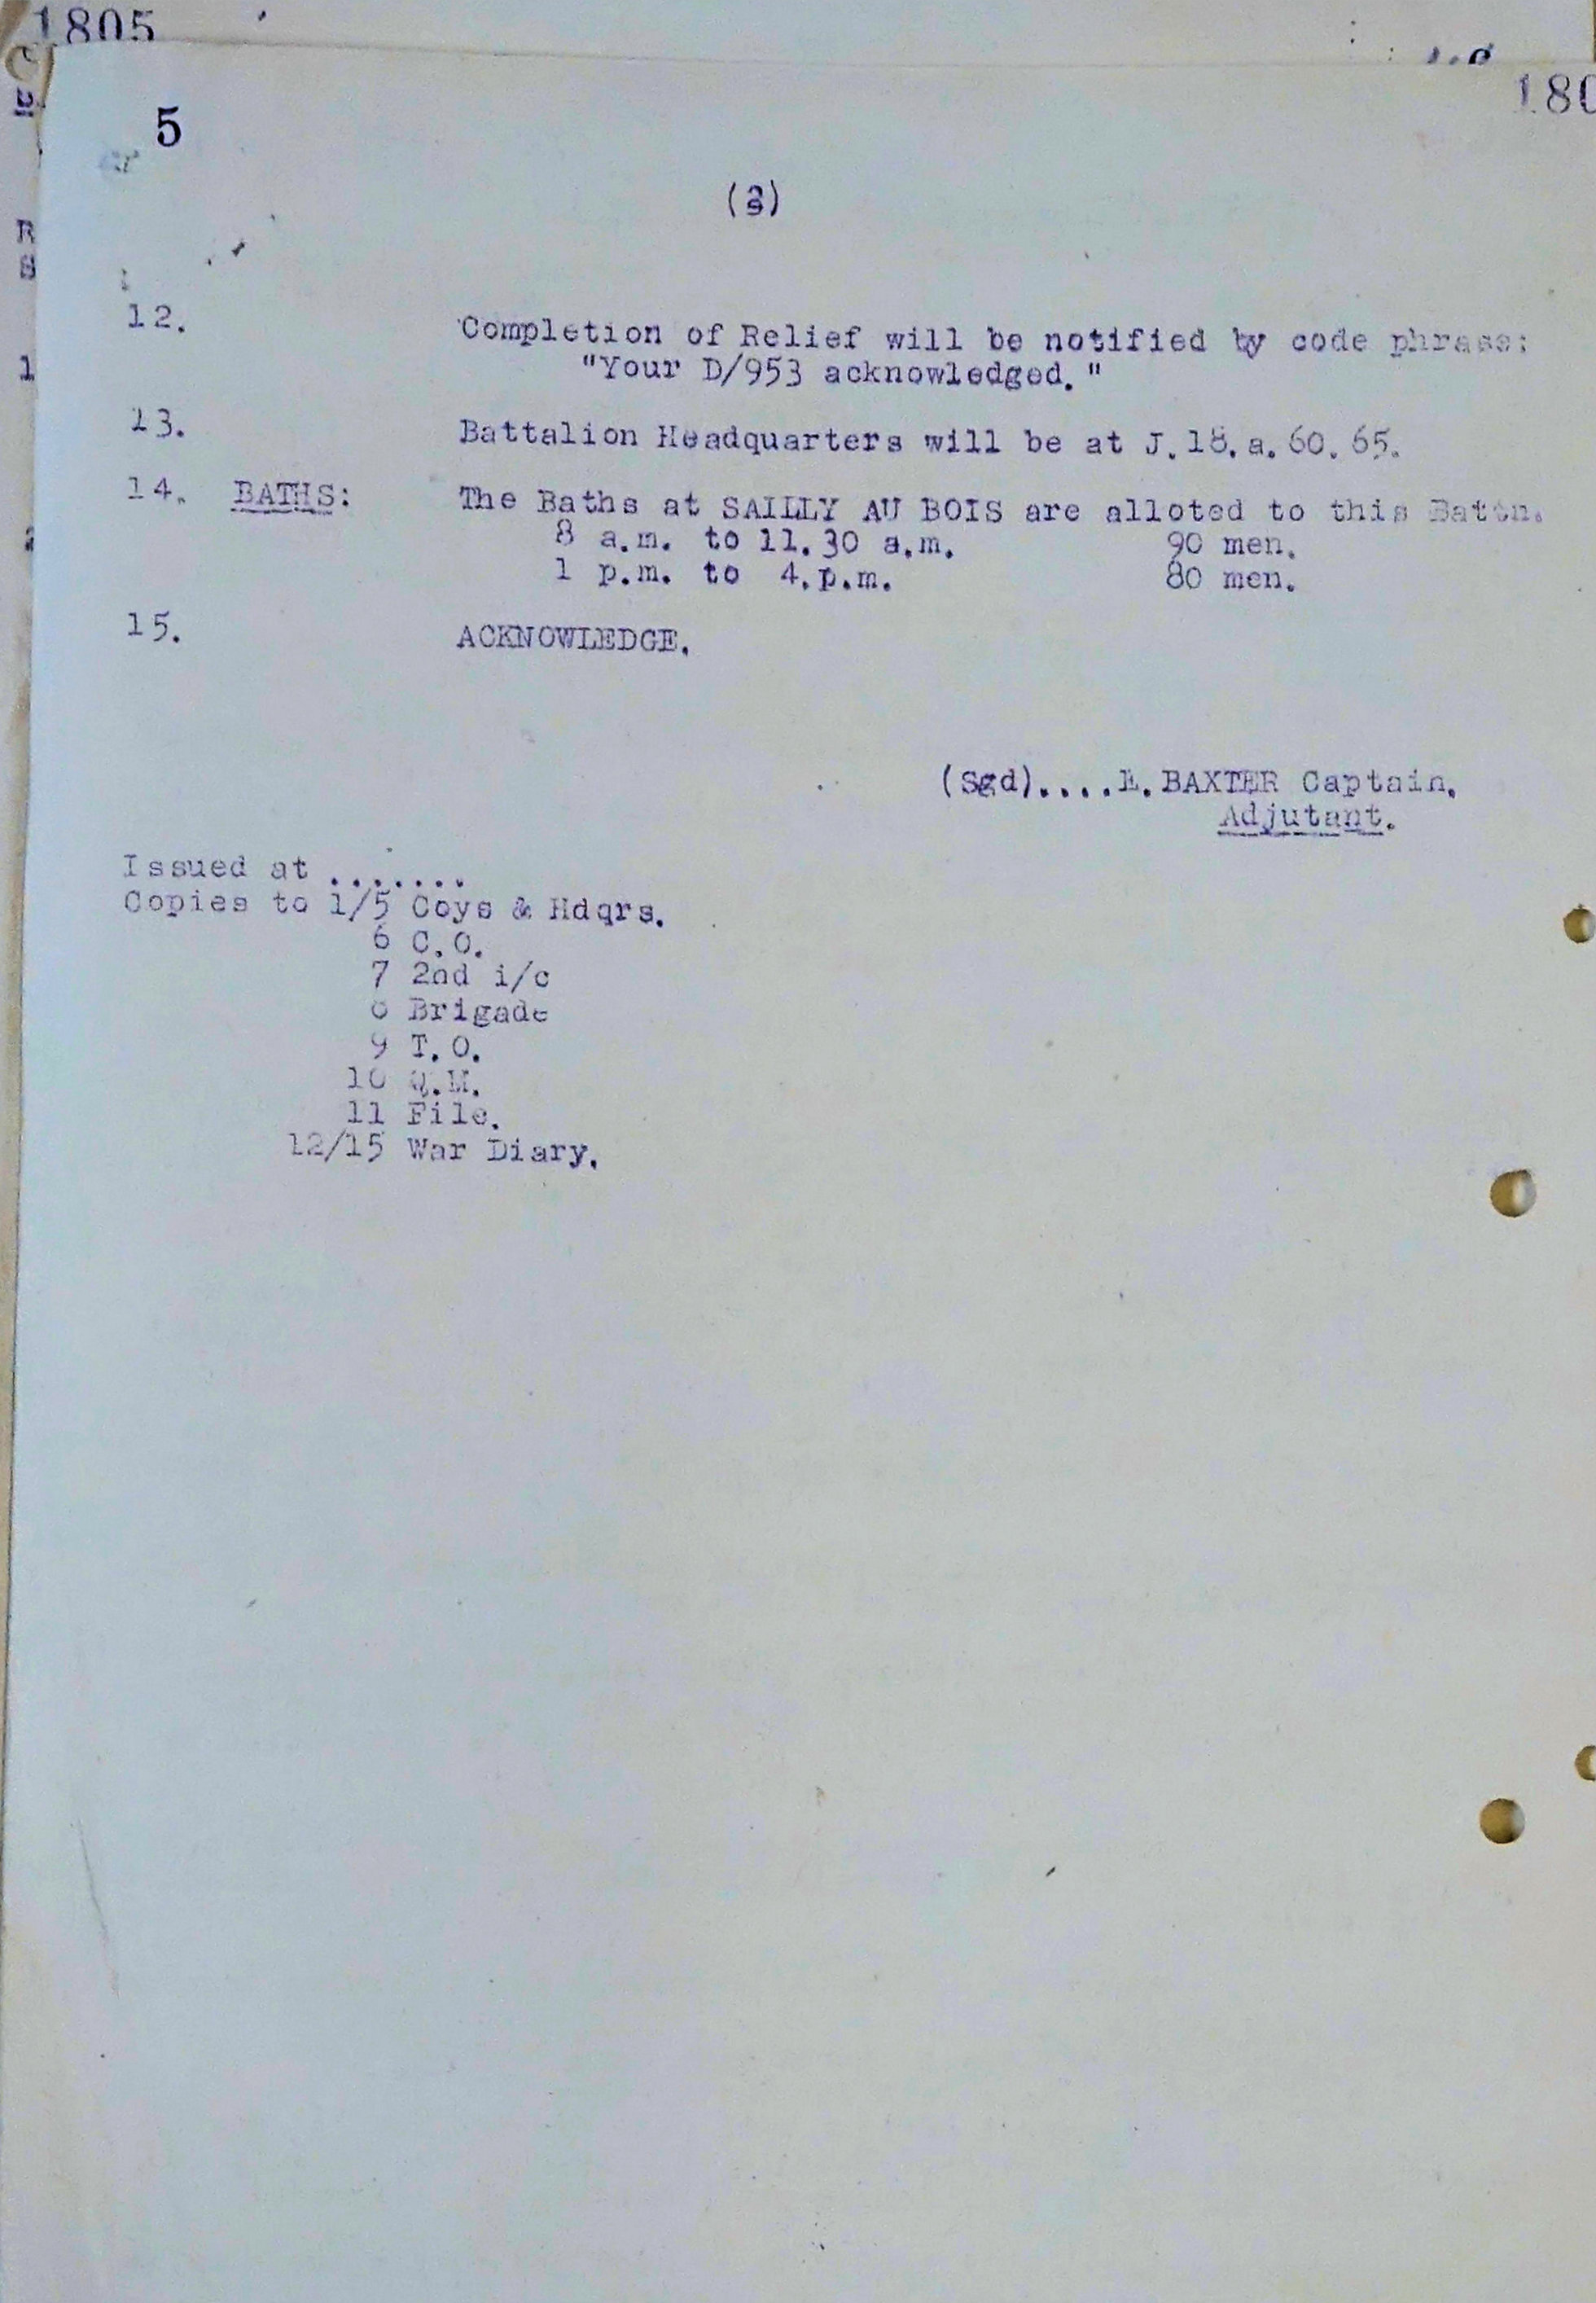 1805
180
5
(3)
12. Completion of Relief will be notified by code phrase:
"Your D/953 acknowledged."
13. Battalion Headquarters will be at J.18.a.60.65.
14. BATHS: The Baths at SAILLY AU BOIS are alloted to this Battn.
8 a.m. to 11.30 a.m. 90 men.
1 p.m. to 4.p.m. 80 men.
15. ACKNOWLEDGE.
(Sgd)....E.BAXTER Captain.
Adjutant.
Issued at .......
Copies to 1/5 Coys & Hdqrs.
6 C.O.
7 2nd i/c
8 Brigade
9 T.O.
10 Q.M.
11 File.
12/15 War Diary.